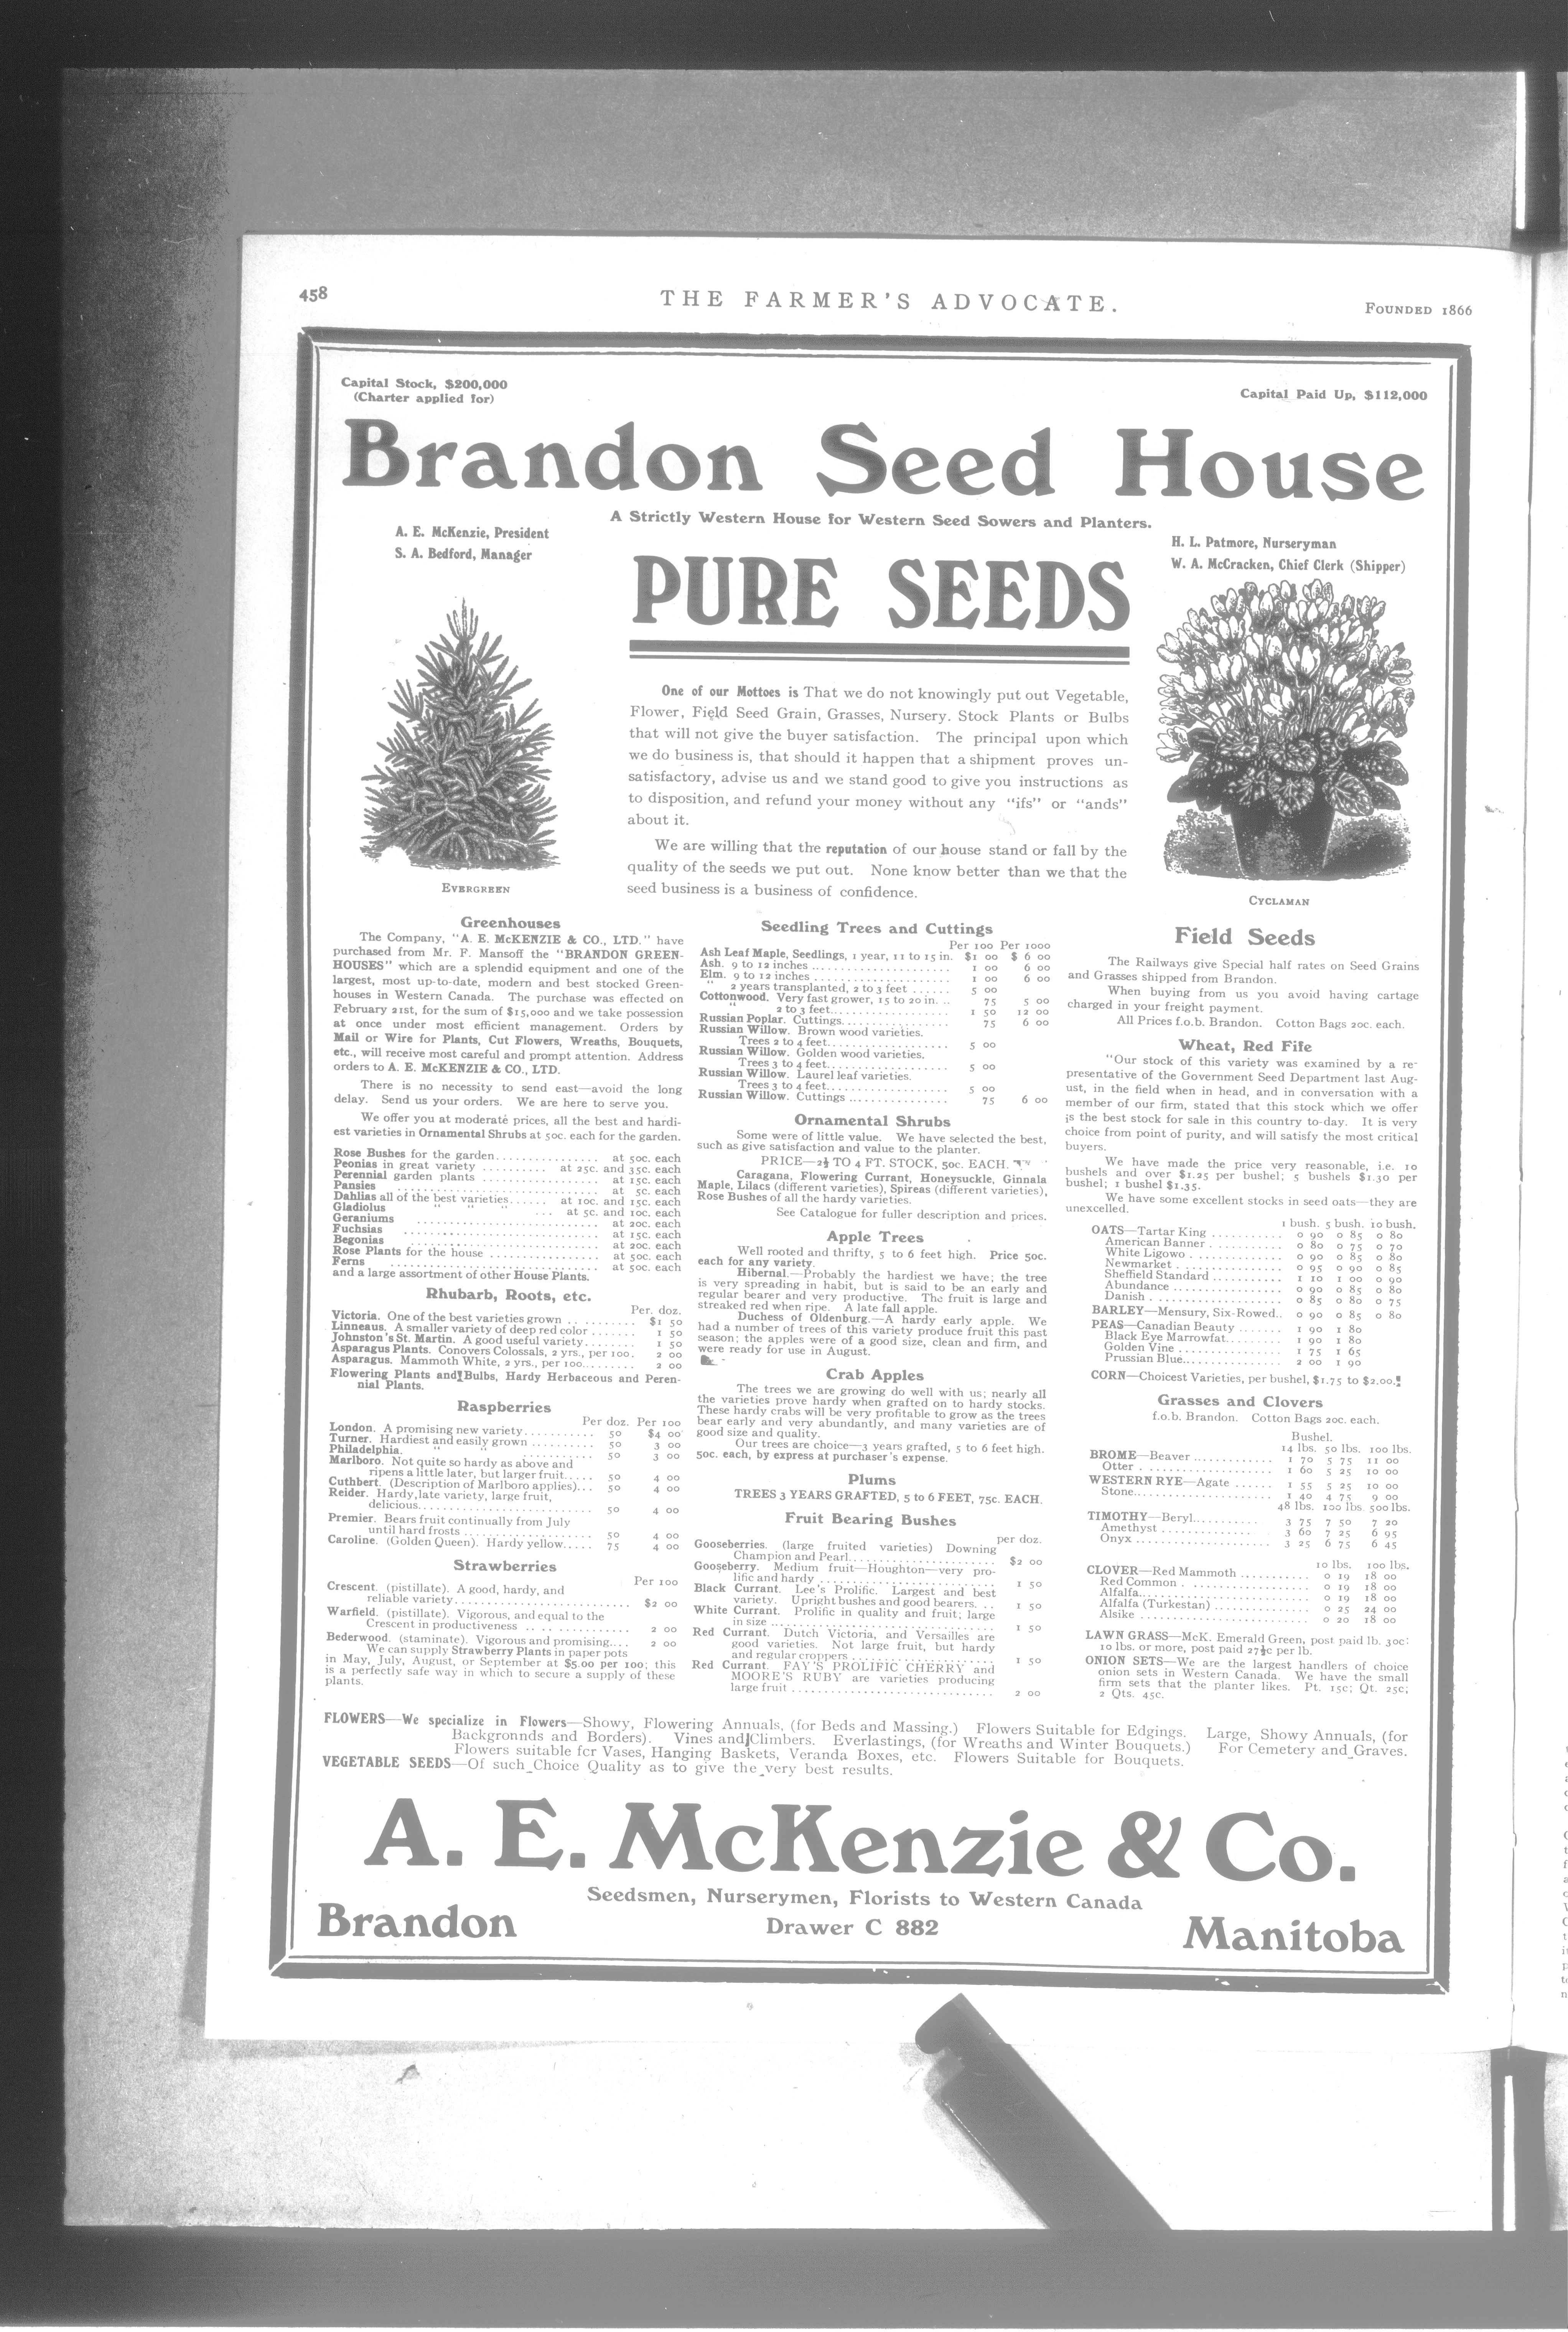 458
THE FARMER'S ADVOCATE.
FOUNDED 1866
Capital Stock, $200,000
(Charter applied for)
Capital Paid Up, $112,000
Brandon Seed House
A Strictly Western House for Western Seed Sowers and Planters.
A. E. McKenzie, President
S. A. Bedford, Manager
H. L. Patmore, Nurseryman
W. A. McCracken, Chief Clerk (Shipper)
PURE SEEDS
One of our Mottoes is That we do not knowingly put out Vegetable,
Flower, Field Seed Grain, Grasses, Nursery. Stock Plants or Bulbs
that will not give the buyer satisfaction. The principal upon which
we do business is, that should it happen that a shipment proves un-
satisfactory, advise us and we stand good to give you instructions as
to disposition, and refund your money without any "ifs" or "ands"
about it.
We are willing that the reputation of our house stand or fall by the
quality of the seeds we put out. None know better than we that the
seed business is a business of confidence.
EVERGREEN
CYCLAMAN
Greenhouses
The Company, "A. E. McKENZIE & CO., LTD." have
purchased from Mr. F. Mansoff the "BRANDON GREEN-
HOUSES" which are a splendid equipment and one of the
largest, most up-to-date, modern and best stocked Green-
houses in Western Canada. The purchase was effected on
February 21st, for the sum of $15,000 and we take possession
at once under most efficient management. Orders by
Mail or Wire for Plants, Cut Flowers, Wreaths, Bouquets,
etc., will receive most careful and prompt attention. Address
orders to A. E. McKENZIE & CO., LTD.
There is no necessity to send east—avoid the long
delay. Send us your orders. We are here to serve you.
We offer you at moderate prices, all the best and hardi-
est varieties in Ornamental Shrubs at 50c. each for the garden.
Rose Bushes for the garden............... at 50c. each
Peonias in great variety .......... at 25c. and 35c. each
Perennial garden plants .................. at 15c. each
Pansies .................................. at 5c. each
Dahlias all of the best varieties...... at 10c. and 15c. each
Gladiolus " " " ... at 5c. and 10c. each
Geraniums ............................ at 20c. each
Fuchsias .............................. at 15c. each
Begonias ............................. at 20c. each
Rose Plants for the house ................. at 50c. each
Ferns ................................ at 50c. each
and a large assortment of other House Plants.
Rhubarb, Roots, etc.
Per. doz.
Victoria. One of the best varieties grown .......... $1 50
Linneaus. A smaller variety of deep red color ....... 1 50
Johnston's St. Martin. A good useful variety........ 1 50
Asparagus Plants. Conovers Colossals, 2 yrs., per 100. 2 00
Asparagus. Mammoth White, 2 yrs., per 100......... 2 00
Flowering Plants and Bulbs, Hardy Herbaceous and Peren-
nial Plants.
Raspberries
Per doz. Per 100
London. A promising new variety........... 50 $4 00
Turner. Hardiest and easily grown .......... 50 3 00
Philadelphia. " " ........... 50 3 00
Marlboro. Not quite so hardy as above and
ripens a little later, but larger fruit..... 50 4 00
Cuthbert. (Description of Marlboro applies)... 50 4 00
Reider. Hardy, late variety, large fruit,
delicious............................ 50 4 00
Premier. Bears fruit continually from July
until hard frosts .................... 50 4 00
Caroline. (Golden Queen). Hardy yellow..... 75 4 00
Strawberries
Per 100
Crescent. (pistillate). A good, hardy, and
reliable variety............................ $2 00
Warfield. (pistillate). Vigorous, and equal to the
Crescent in productiveness .. ............. 2 00
Bederwood. (staminate). Vigorous and promising.... 2 00
We can supply Strawberry Plants in paper pots
in May, July, August, or September at $5.00 per 100; this
is a perfectly safe way in which to secure a supply of these
plants.
Seedling Trees and Cuttings
Per 100 Per 1000
Ash Leaf Maple, Seedlings, 1 year, 11 to 15 in. $1 00 $ 6 00
Ash. 9 to 12 inches ...................... 1 00 6 00
Elm. 9 to 12 inches ...................... 1 00 6 00
" 2 years transplanted, 2 to 3 feet ...... 5 00
Cottonwood. Very fast grower, 15 to 20 in. .. 75 5 00
" 2 to 3 feet................... 1 50 12 00
Russian Poplar. Cuttings................. 75 6 00
Russian Willow. Brown wood varieties.
Trees 2 to 4 feet.................... 5 00
Russian Willow. Golden wood varieties.
Trees 3 to 4 feet.................... 5 00
Russian Willow. Laurel leaf varieties.
Trees 3 to 4 feet.................... 5 00
Russian Willow. Cuttings ................ 75 6 00
Ornamental Shrubs
Some were of little value. We have selected the best,
such as give satisfaction and value to the planter.
PRICE—2½ TO 4 FT. STOCK, 50c. EACH.
Caragana, Flowering Currant, Honeysuckle, Ginnala
Maple, Lilacs (different varieties), Spireas (different varieties),
Rose Bushes of all the hardy varieties.
See Catalogue for fuller description and prices.
Apple Trees
Well rooted and thrifty, 5 to 6 feet high. Price 50c.
each for any variety.
Hibernal.—Probably the hardiest we have; the tree
is very spreading in habit, but is said to be an early and
regular bearer and very productive. The fruit is large and
streaked red when ripe. A late fall apple.
Duchess of Oldenburg.—A hardy early apple. We
had a number of trees of this variety produce fruit this past
season; the apples were of a good size, clean and firm, and
were ready for use in August.
Crab Apples
The trees we are growing do well with us; nearly all
the varieties prove hardy when grafted on to hardy stocks.
These hardy crabs will be very profitable to grow as the trees
bear early and very abundantly, and many varieties are of
good size and quality.
Our trees are choice—3 years grafted, 5 to 6 feet high.
50c. each, by express at purchaser's expense.
Plums
TREES 3 YEARS GRAFTED, 5 to 6 FEET, 75c. EACH.
Fruit Bearing Bushes
per doz.
Gooseberries. (large fruited varieties) Downing
Champion and Pearl....................... $2 00
Gooseberry. Medium fruit—Houghton—very pro-
lific and hardy ........................... 1 50
Black Currant. Lee's Prolific. Largest and best
variety. Upright bushes and good bearers. .. 1 50
White Currant. Prolific in quality and fruit; large
in size .................................. 1 50
Red Currant. Dutch Victoria, and Versailles are
good varieties. Not large fruit, but hardy
and regular croppers ...................... 1 50
Red Currant. FAY'S PROLIFIC CHERRY and
MOORE'S RUBY are varieties producing
large fruit ............................... 2 00
Field Seeds
The Railways give Special half rates on Seed Grains
and Grasses shipped from Brandon.
When buying from us you avoid having cartage
charged in your freight payment.
All Prices f.o.b. Brandon. Cotton Bags 20c. each.
Wheat, Red Fife
"Our stock of this variety was examined by a re-
presentative of the Government Seed Department last Aug-
ust, in the field when in head, and in conversation with a
member of our firm, stated that this stock which we offer
is the best stock for sale in this country to-day. It is very
choice from point of purity, and will satisfy the most critical
buyers.
We have made the price very reasonable, i.e. 10
bushels and over $1.25 per bushel; 5 bushels $1.30 per
bushel; 1 bushel $1.35.
We have some excellent stocks in seed oats—they are
unexcelled.
1 bush. 5 bush. 10 bush.
OATS—Tartar King ........... 0 90 0 85 0 80
American Banner ........... 0 80 0 75 0 70
White Ligowo .............. 0 90 0 85 0 80
Newmarket ................ 0 95 0 90 0 85
Sheffield Standard ........... 1 10 1 00 0 90
Abundance ................. 0 90 0 85 0 80
Danish .................... 0 85 0 80 0 75
BARLEY—Mensury, Six-Rowed.. 0 90 0 85 0 80
PEAS—Canadian Beauty ....... 1 90 1 80
Black Eye Marrowfat......... 1 90 1 80
Golden Vine ................ 1 75 1 65
Prussian Blue................ 2 00 1 90
CORN—Choicest Varieties, per bushel, $1.75 to $2.00.
Grasses and Clovers
f.o.b. Brandon. Cotton Bags 20c. each.
Bushel.
14 lbs. 50 lbs. 100 lbs.
BROME—Beaver ............. 1 70 5 75 11 00
Otter ..................... 1 60 5 25 10 00
WESTERN RYE—Agate ...... 1 55 5 25 10 00
Stone...................... 1 40 4 75 9 00
48 lbs. 100 lbs. 500 lbs.
TIMOTHY—Beryl.......... 3 75 7 50 7 20
Amethyst .............. 3 60 7 25 6 95
Onyx ..................... 3 25 6 75 6 45
10 lbs. 100 lbs.
CLOVER—Red Mammoth ........... 0 19 18 00
Red Common . .................. 0 19 18 00
Alfalfa.......................... 0 19 18 00
Alfalfa (Turkestan) ............... 0 25 24 00
Alsike .......................... 0 20 18 00
LAWN GRASS—McK. Emerald Green, post paid lb. 30c:
10 lbs. or more, post paid 27½c per lb.
ONION SETS—We are the largest handlers of choice
onion sets in Western Canada. We have the small
firm sets that the planter likes. Pt. 15c; Qt. 25c;
2 Qts. 45c.
FLOWERS—We specialize in Flowers—Showy, Flowering Annuals, (for Beds and Massing.) Flowers Suitable for Edgings. Large, Showy Annuals, (for
Backgronnds and Borders). Vines and Climbers. Everlastings, (for Wreaths and Winter Bouquets.) For Cemetery and Graves.
Flowers suitable for Vases, Hanging Baskets, Veranda Boxes, etc. Flowers Suitable for Bouquets.
VEGETABLE SEEDS—Of such Choice Quality as to give the very best results.
A. E. McKenzie & Co.
Seedsmen, Nurserymen, Florists to Western Canada
Brandon
Drawer C 882
Manitoba